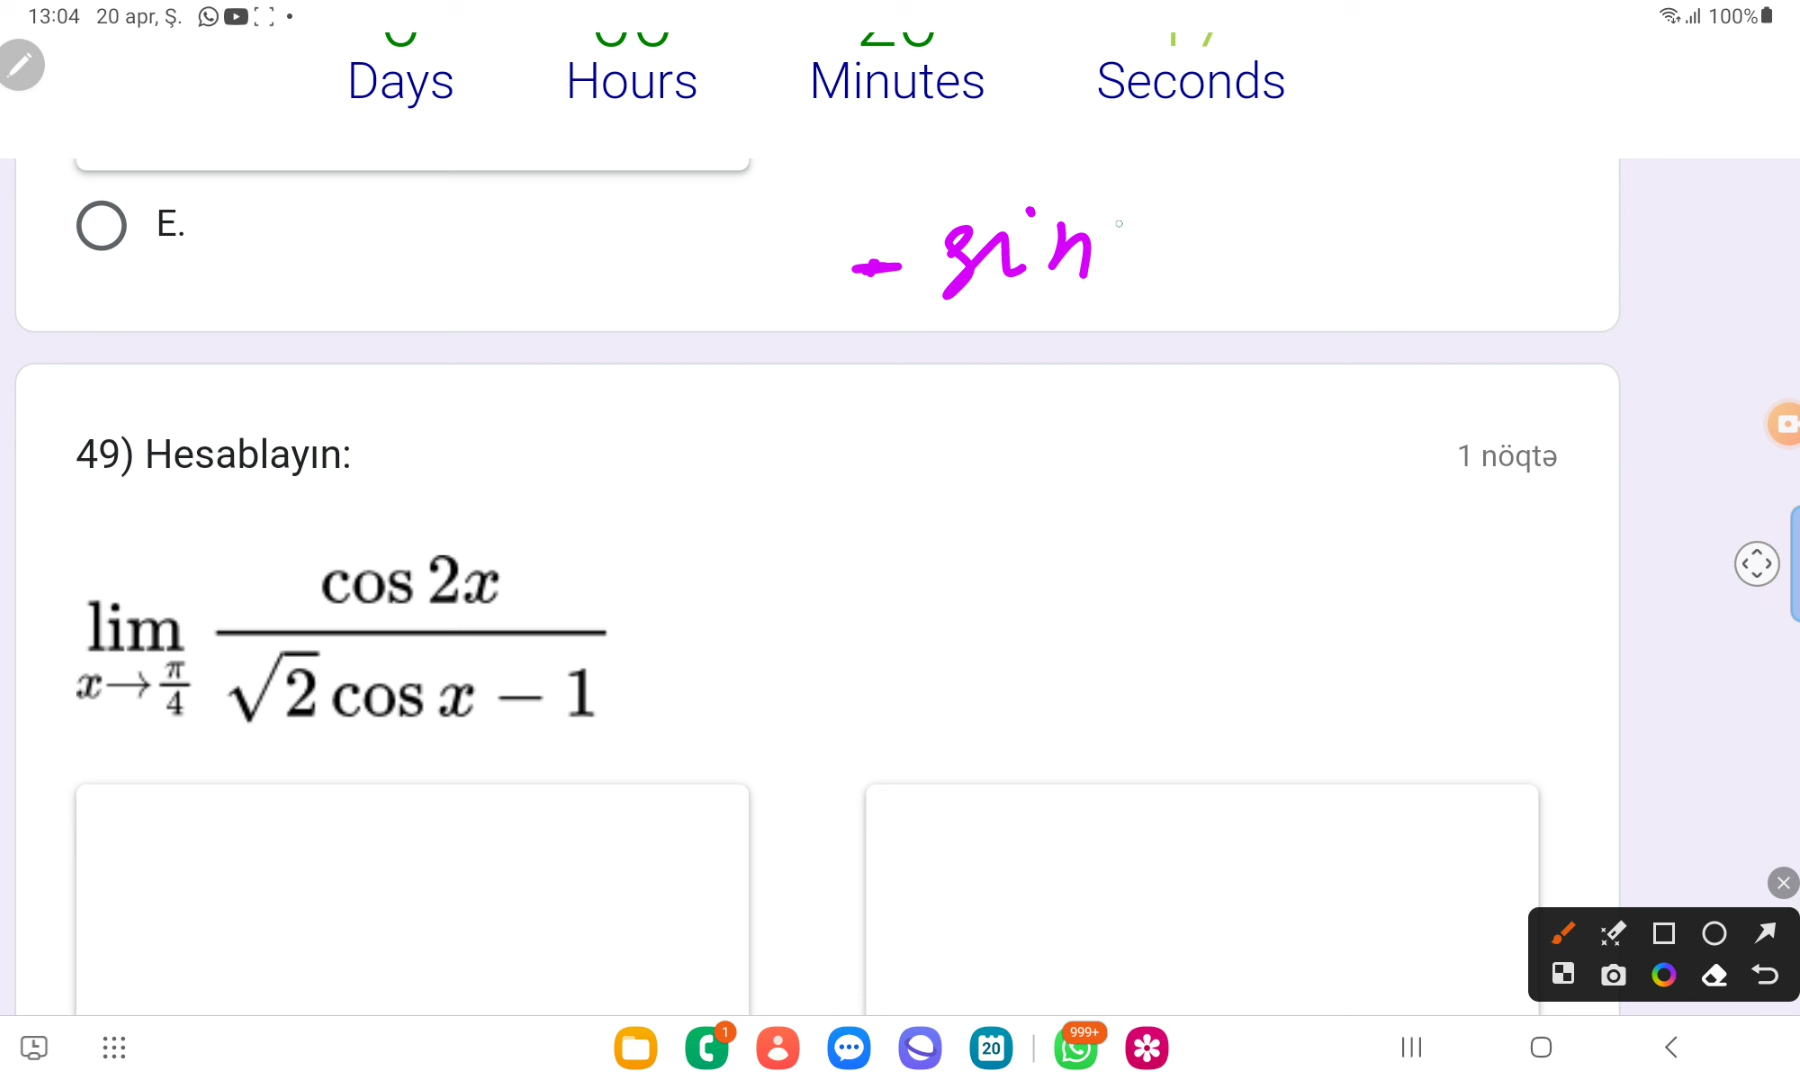 13:04 20 apr, Ş. 100%
Days Hours Minutes Seconds
E.
- sin
49) Hesablayın:
1 nöqtə
lim x→π/4 cos 2x / √2 cos x − 1
1
20
999+